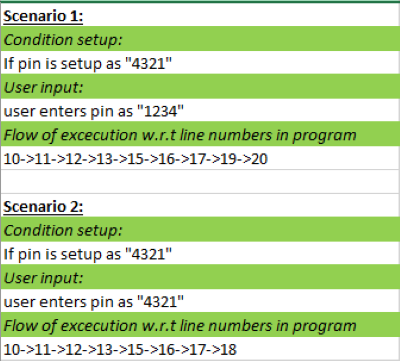 Scenario 1:
Condition setup:
If pin is setup as "4321"
User input:
user enters pin as "1234"
Flow of excecution w.r.t line numbers in program
10->11->12->13->15->16->17->19->20
Scenario 2:
Condition setup:
If pin is setup as "4321"
User input:
user enters pin as "4321"
Flow of excecution w.r.t line numbers in program
10->11->12->13->15->16->17->18